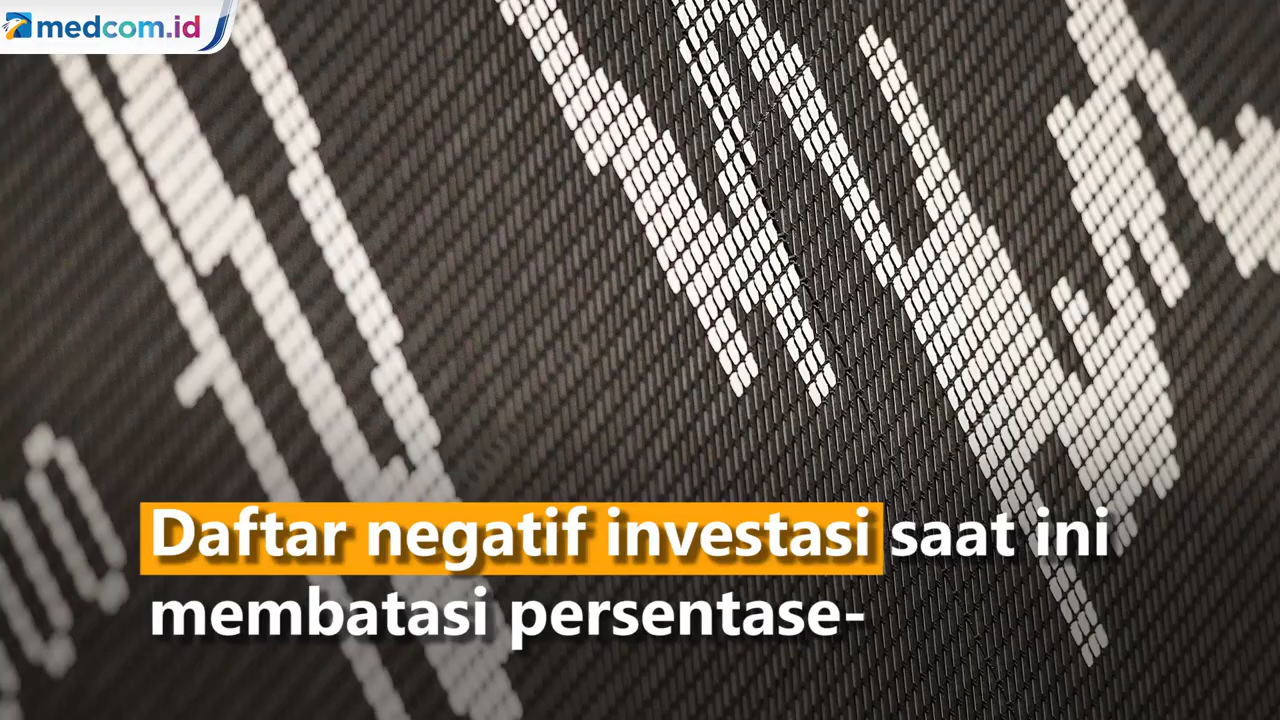 medcom.id
Daftar negatif investasi saat ini
membatasi persentase-